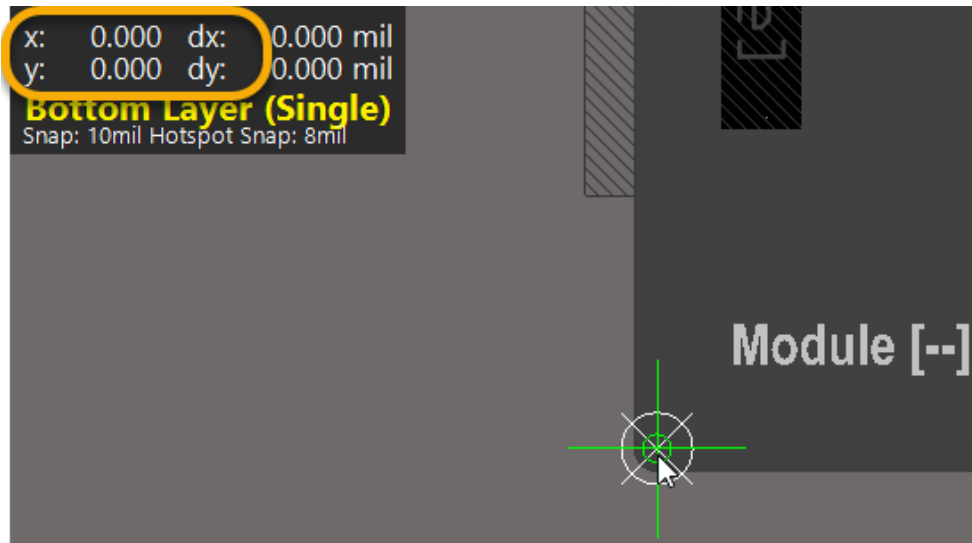 x: 0.000 dx: 0.000 mil
y: 0.000 dy: 0.000 mil
Bottom Layer (Single)
Snap: 10mil Hotspot Snap: 8mil
Module [--]